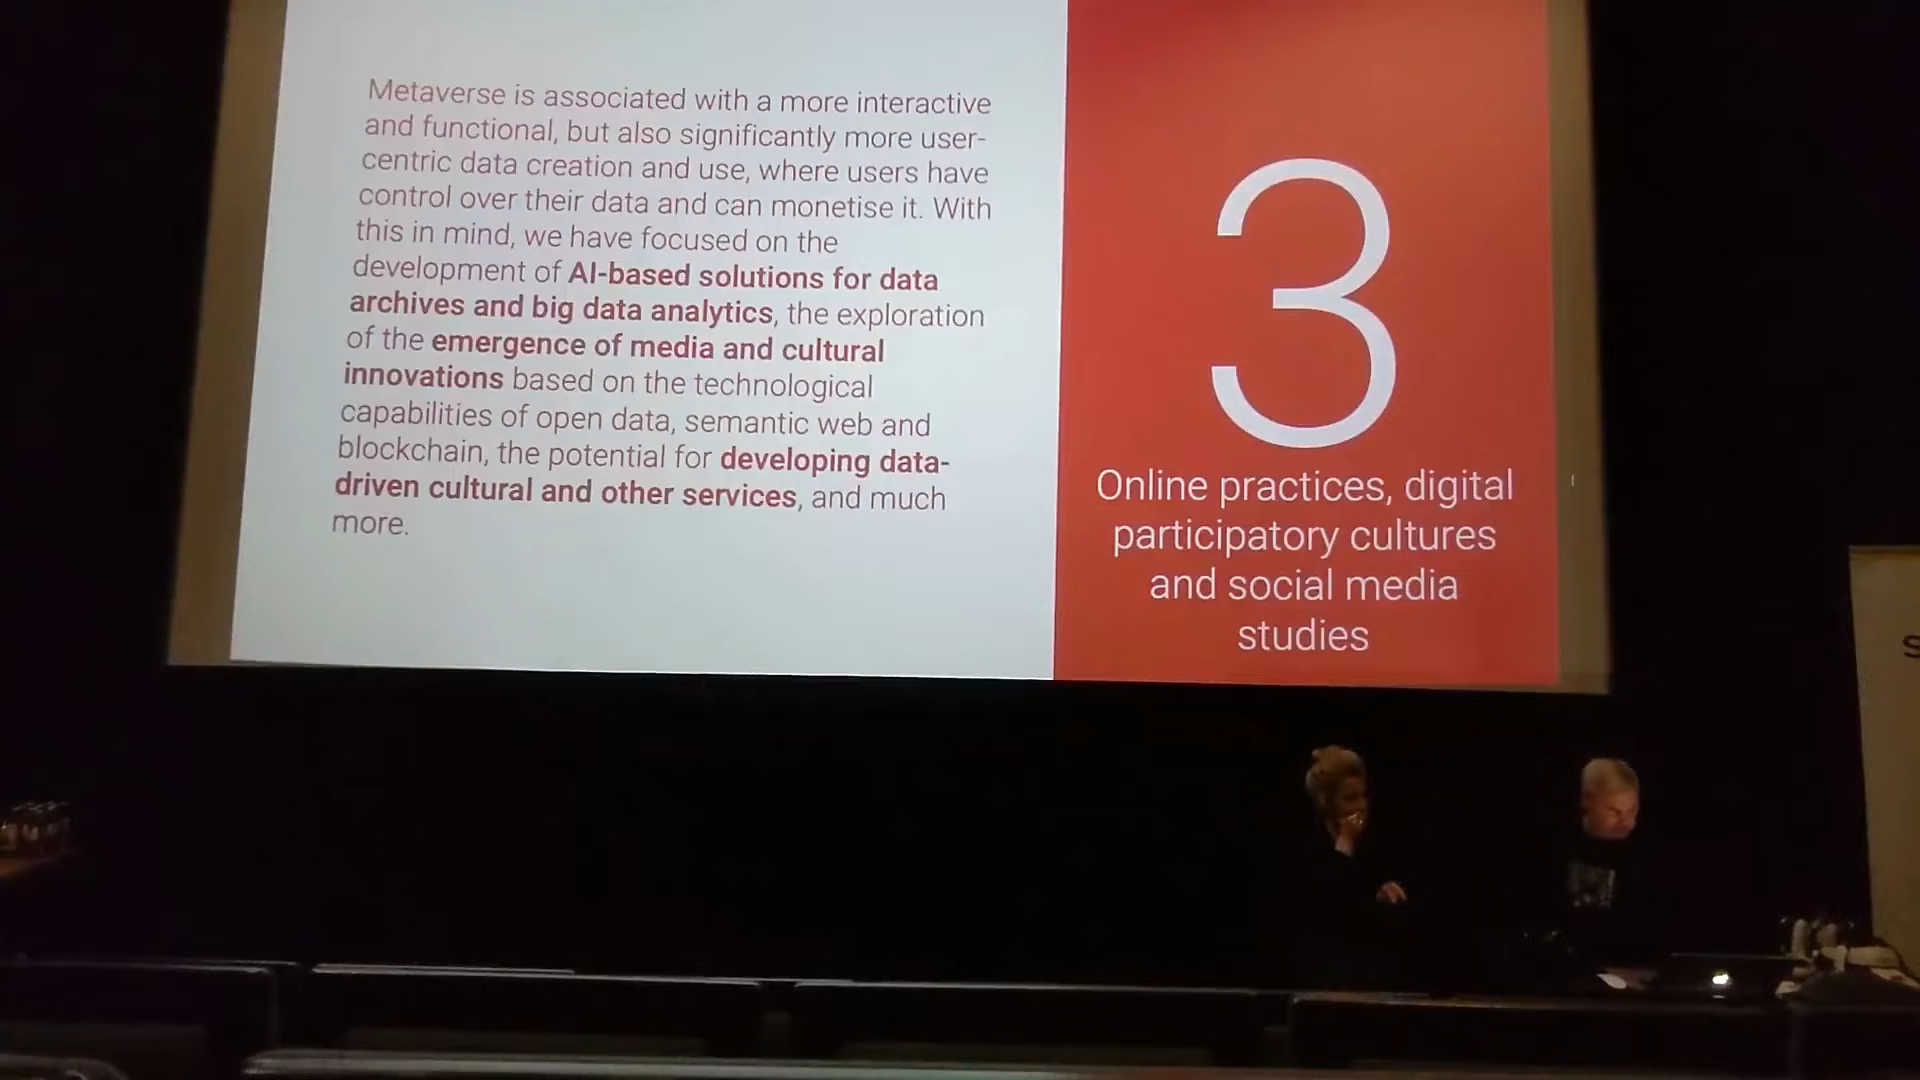 Metaverse is associated with a more interactive
and functional, but also significantly more user-
centric data creation and use, where users have
control over their data and can monetise it. With
this in mind, we have focused on the
development of AI-based solutions for data
archives and big data analytics, the exploration
of the emergence of media and cultural
innovations based on the technological
capabilities of open data, semantic web and
blockchain, the potential for developing data-
driven cultural and other services, and much
more.
3
Online practices, digital
participatory cultures
and social media
studies